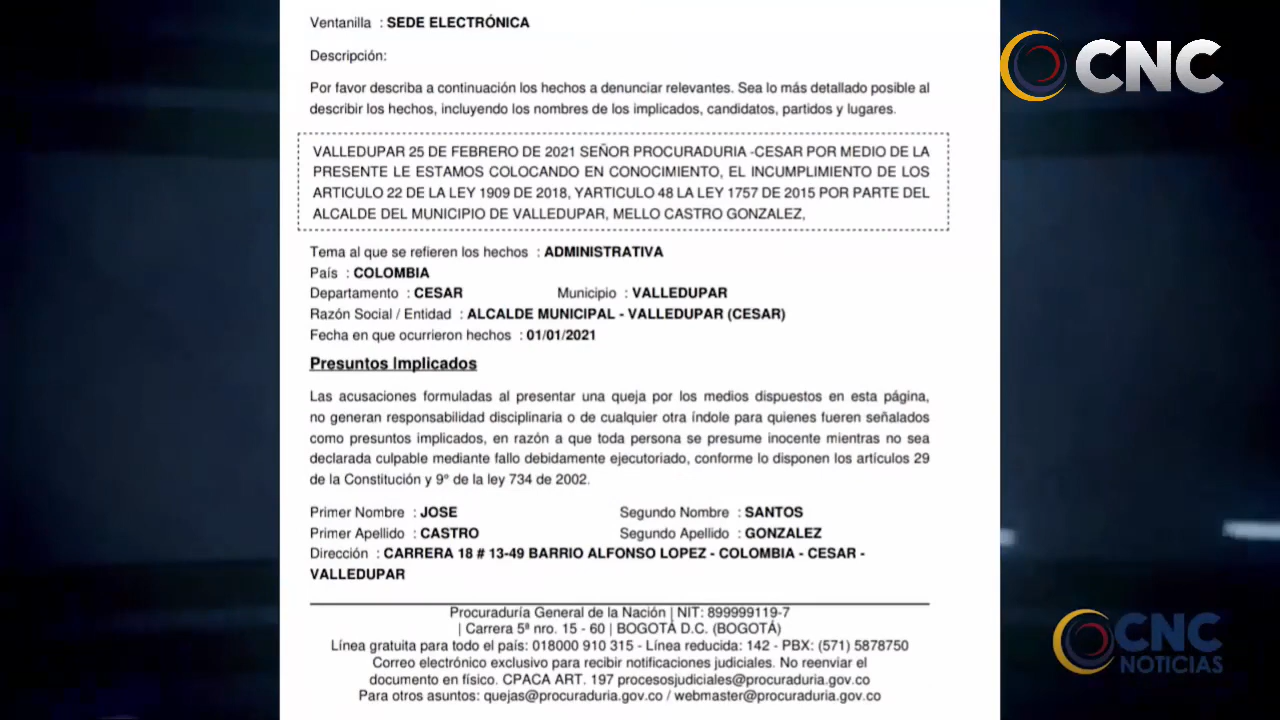 CNC
Ventanilla : SEDE ELECTRÓNICA
Descripción:
Por favor describa a continuación los hechos a denunciar relevantes. Sea lo más detallado posible al
describir los hechos, incluyendo los nombres de los implicados, candidatos, partidos y lugares.
VALLEDUPAR 25 DE FEBRERO DE 2021 SEÑOR PROCURADURIA -CESAR POR MEDIO DE LA
PRESENTE LE ESTAMOS COLOCANDO EN CONOCIMIENTO, EL INCUMPLIMIENTO DE LOS
ARTICULO 22 DE LA LEY 1909 DE 2018, YARTICULO 48 LA LEY 1757 DE 2015 POR PARTE DEL
ALCALDE DEL MUNICIPIO DE VALLEDUPAR, MELLO CASTRO GONZALEZ,
Tema al que se refieren los hechos : ADMINISTRATIVA
País : COLOMBIA
Departamento : CESAR Municipio : VALLEDUPAR
Razón Social / Entidad : ALCALDE MUNICIPAL - VALLEDUPAR (CESAR)
Fecha en que ocurrieron hechos : 01/01/2021
Presuntos Implicados
Las acusaciones formuladas al presentar una queja por los medios dispuestos en esta página,
no generan responsabilidad disciplinaria o de cualquier otra índole para quienes fueren señalados
como presuntos implicados, en razón a que toda persona se presume inocente mientras no sea
declarada culpable mediante fallo debidamente ejecutoriado, conforme lo disponen los artículos 29
de la Constitución y 9° de la ley 734 de 2002.
Primer Nombre : JOSE Segundo Nombre : SANTOS
Primer Apellido : CASTRO Segundo Apellido : GONZALEZ
Dirección : CARRERA 18 # 13-49 BARRIO ALFONSO LOPEZ - COLOMBIA - CESAR -
VALLEDUPAR
Procuraduría General de la Nación | NIT: 899999119-7
| Carrera 5ª nro. 15 - 60 | BOGOTÁ D.C. (BOGOTÁ)
Línea gratuita para todo el país: 018000 910 315 - Línea reducida: 142 - PBX: (571) 5878750
Correo electrónico exclusivo para recibir notificaciones judiciales. No reenviar el
documento en físico. CPACA ART. 197 procesosjudiciales@procuraduria.gov.co
Para otros asuntos: quejas@procuraduria.gov.co / webmaster@procuraduria.gov.co
CNC
NOTICIAS